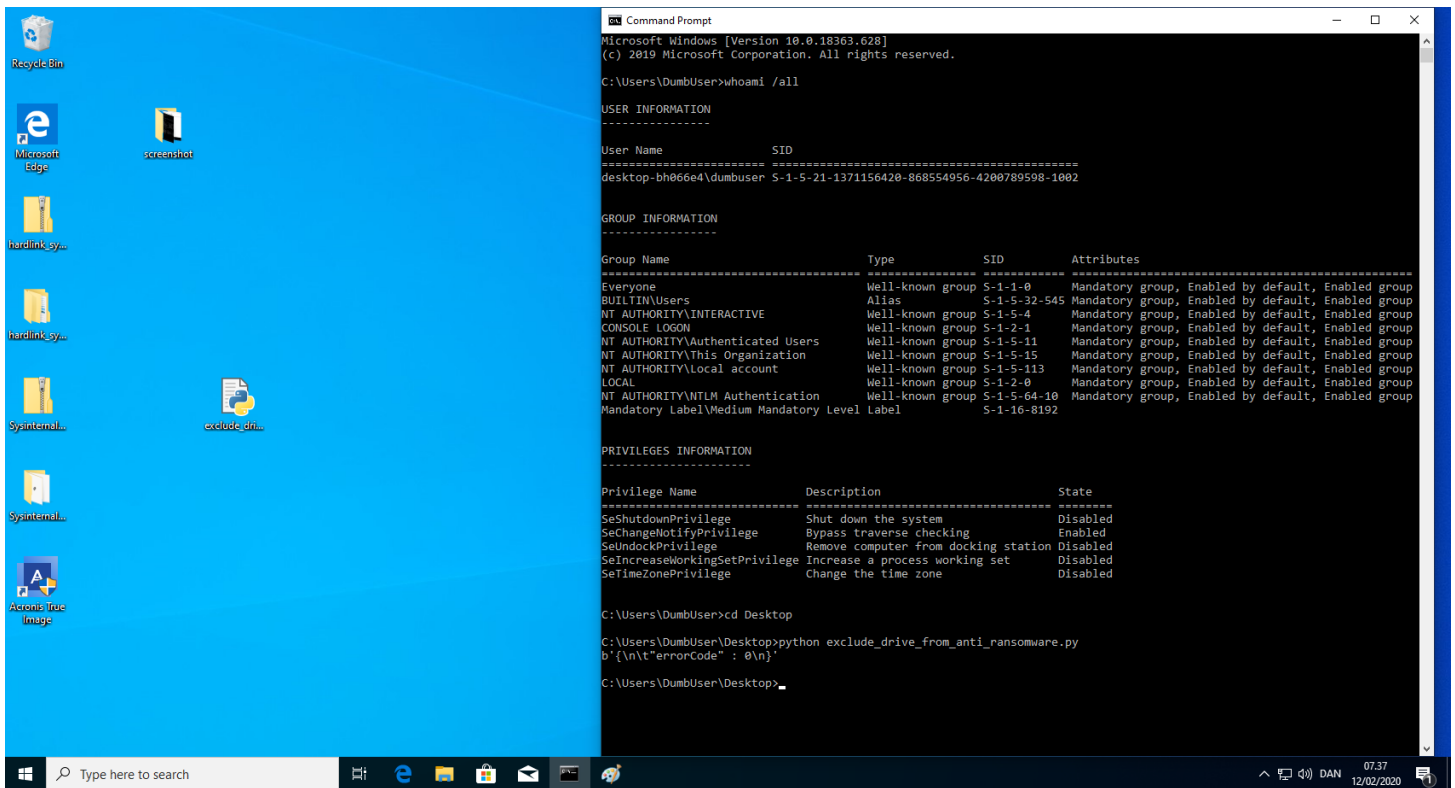 Recycle Bin
Microsoft
Edge
screenshot
hardlink_sy...
hardlink_sy...
Sysinternal...
exclude_dri...
Sysinternal...
Acronis True
Image
Command Prompt
Microsoft Windows [Version 10.0.18363.628]
(c) 2019 Microsoft Corporation. All rights reserved.
C:\Users\DumbUser>whoami /all
USER INFORMATION
----------------
User Name              SID
====================== ==============================================
desktop-bh066e4\dumbuser S-1-5-21-1371156420-868554956-4200789598-1002
GROUP INFORMATION
-----------------
Group Name                             Type             SID          Attributes
====================================== ================ ============ ==================================================
Everyone                               Well-known group S-1-1-0      Mandatory group, Enabled by default, Enabled group
BUILTIN\Users                          Alias            S-1-5-32-545 Mandatory group, Enabled by default, Enabled group
NT AUTHORITY\INTERACTIVE               Well-known group S-1-5-4      Mandatory group, Enabled by default, Enabled group
CONSOLE LOGON                          Well-known group S-1-2-1      Mandatory group, Enabled by default, Enabled group
NT AUTHORITY\Authenticated Users       Well-known group S-1-5-11     Mandatory group, Enabled by default, Enabled group
NT AUTHORITY\This Organization         Well-known group S-1-5-15     Mandatory group, Enabled by default, Enabled group
NT AUTHORITY\Local account             Well-known group S-1-5-113    Mandatory group, Enabled by default, Enabled group
LOCAL                                  Well-known group S-1-2-0      Mandatory group, Enabled by default, Enabled group
NT AUTHORITY\NTLM Authentication       Well-known group S-1-5-64-10  Mandatory group, Enabled by default, Enabled group
Mandatory Label\Medium Mandatory Level Label            S-1-16-8192
PRIVILEGES INFORMATION
----------------------
Privilege Name                Description                          State
============================= ==================================== ========
SeShutdownPrivilege           Shut down the system                 Disabled
SeChangeNotifyPrivilege       Bypass traverse checking             Enabled
SeUndockPrivilege             Remove computer from docking station Disabled
SeIncreaseWorkingSetPrivilege Increase a process working set       Disabled
SeTimeZonePrivilege           Change the time zone                 Disabled
C:\Users\DumbUser>cd Desktop
C:\Users\DumbUser\Desktop>python exclude_drive_from_anti_ransomware.py
b'{\n\t"errorCode" : 0\n}'
C:\Users\DumbUser\Desktop>_
Type here to search
DAN
07.37
12/02/2020
1